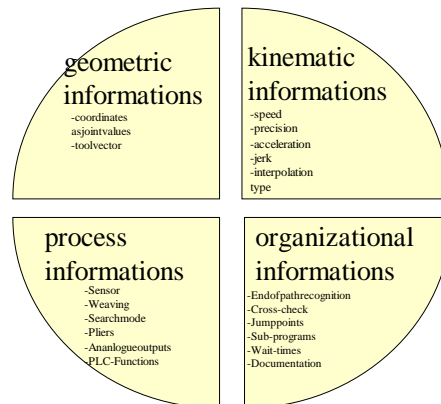 geometric
informations
-coordinates
asjointvalues
-toolvector
kinematic
informations
-speed
-precision
-acceleration
-jerk
-interpolation
type
process
informations
-Sensor
-Weaving
-Searchmode
-Pliers
-Ananlogueoutputs
-PLC-Functions
organizational
informations
-Endofpathrecognition
-Cross-check
-Jumppoints
-Sub-programs
-Wait-times
-Documentation